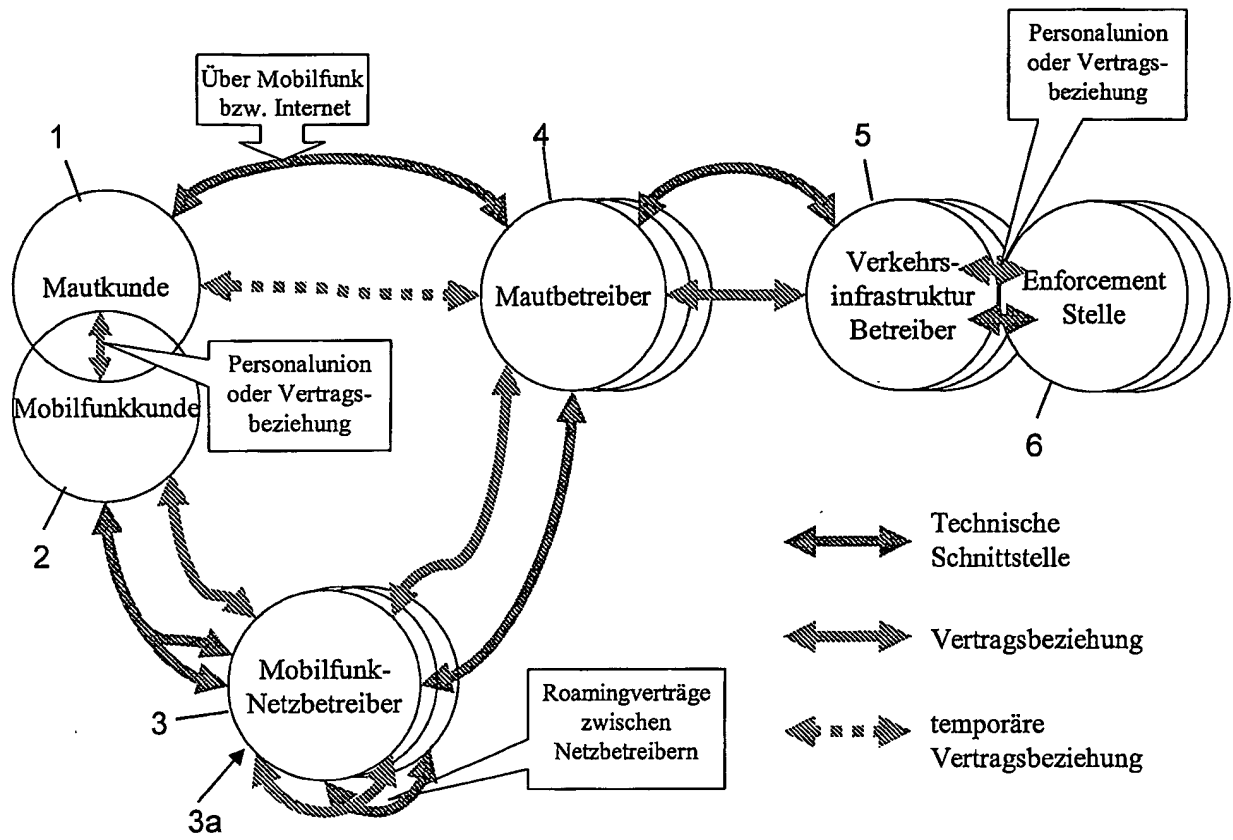 Über Mobilfunk
bzw. Internet
Personalunion
oder Vertrags-
beziehung
1
4
5
Mautkunde
Mautbetreiber
Verkehrs-
infrastruktur
Betreiber
Enforcement
Stelle
Personalunion
oder Vertrags-
beziehung
Mobilfunkkunde
2
6
Technische
Schnittstelle
Vertragsbeziehung
temporäre
Vertragsbeziehung
Mobilfunk-
Netzbetreiber
3
3a
Roamingverträge
zwischen
Netzbetreibern